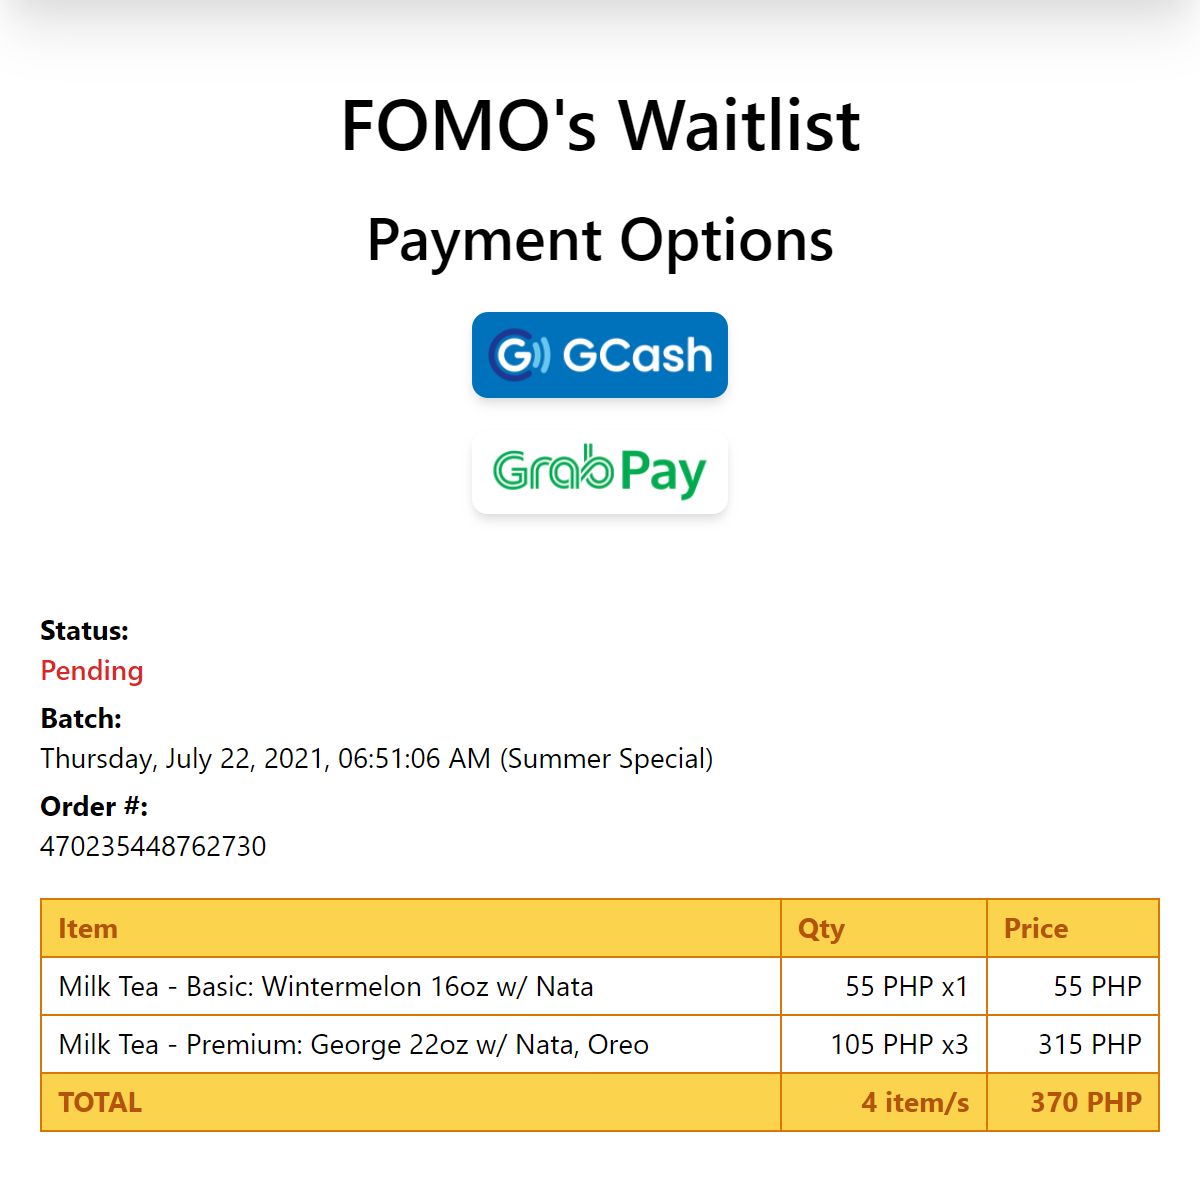 FOMO's Waitlist
Payment Options
G GCash
Grab Pay
Status:
Pending
Batch:
Thursday, July 22, 2021, 06:51:06 AM (Summer Special)
Order #:
470235448762730
Item Qty Price
Milk Tea - Basic: Wintermelon 16oz w/ Nata 55 PHP x1 55 PHP
Milk Tea - Premium: George 22oz w/ Nata, Oreo 105 PHP x3 315 PHP
TOTAL 4 item/s 370 PHP